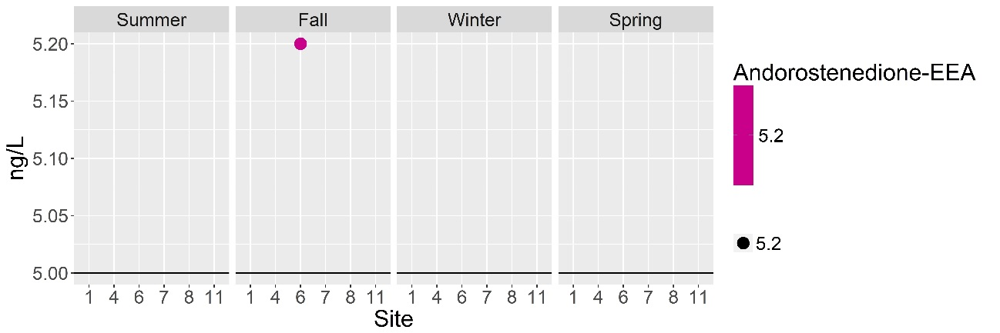 Summer Fall Winter Spring
5.20
5.15
5.10
5.05
5.00
ng/L
1 4 6 7 8 11 1 4 6 7 8 11 1 4 6 7 8 11 1 4 6 7 8 11
Site
Andorostenedione-EEA
5.2
5.2